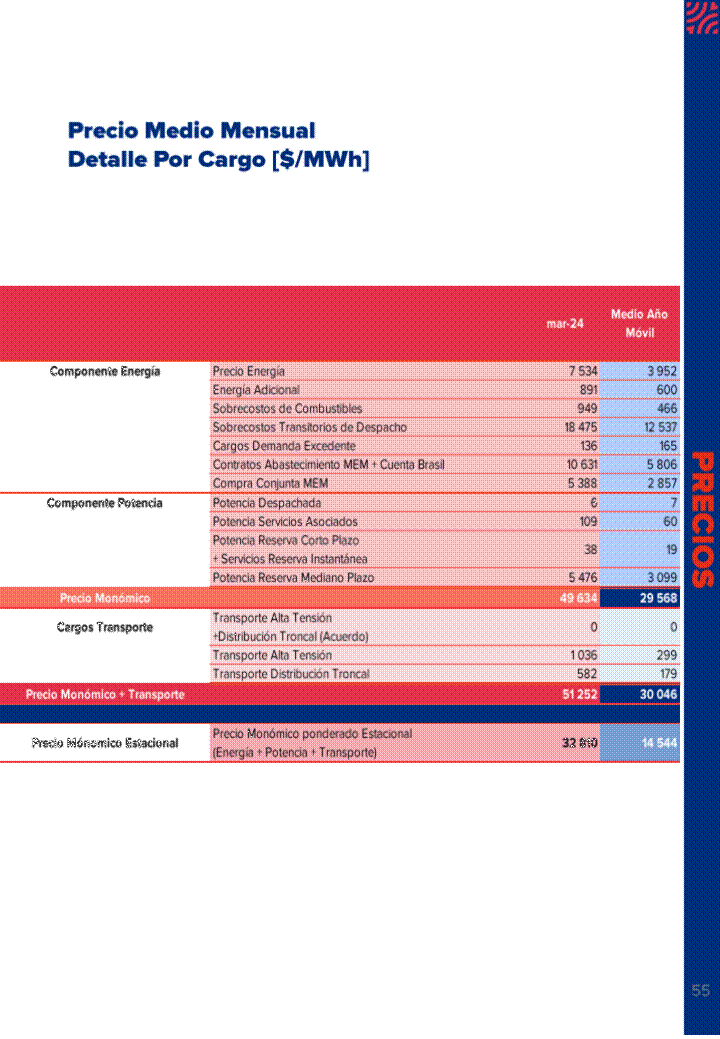 Precio Medio Mensual
Detalle Por Cargo [$/MWh]
mar-24 Medio Año
Móvil
Componente Energía Precio Energía 7 534 3 952
Energía Adicional 891 600
Sobrecostos de Combustibles 949 466
Sobrecostos Transitorios de Despacho 18 475 12 537
Cargos Demanda Excedente 136 165
Contratos Abastecimiento MEM + Cuenta Brasil 10 631 5 806
Compra Conjunta MEM 5 388 2 857
Componente Potencia Potencia Despachada 6 7
Potencia Servicios Asociados 109 60
Potencia Reserva Corto Plazo
+ Servicios Reserva Instantánea 38 19
Potencia Reserva Mediano Plazo 5 476 3 099
Precio Monómico 49 634 29 568
Cargos Transporte Transporte Alta Tensión
+Distribución Troncal (Acuerdo) 0 0
Transporte Alta Tensión 1 036 299
Transporte Distribución Troncal 582 179
Precio Monómico + Transporte 51 252 30 046
Precio Mónomico Estacional Precio Monómico ponderado Estacional
(Energía + Potencia + Transporte) 14 544
PRECIOS
55